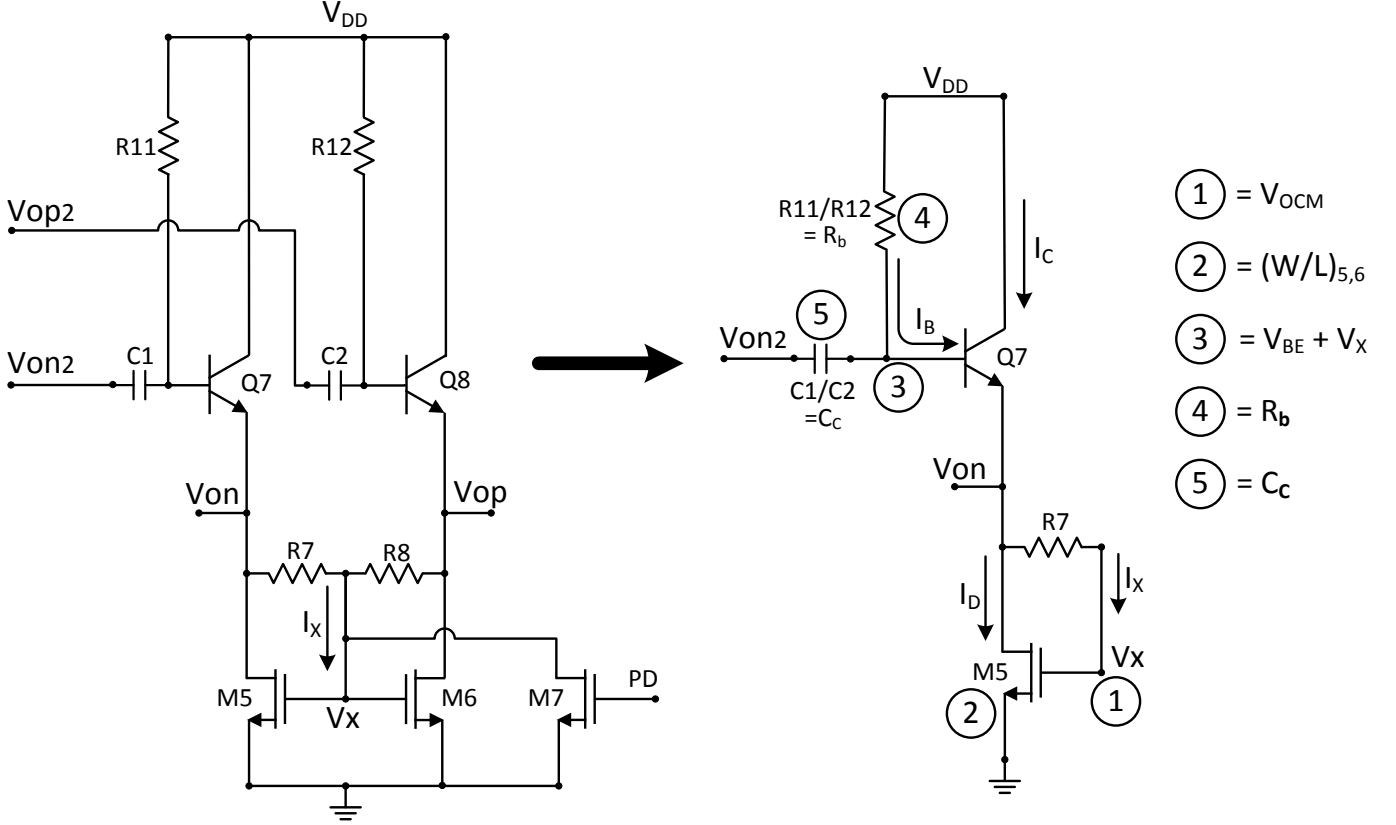 VDD
R11
R12
Vop2
Von2
C1
Q7
C2
Q8
Von
Vop
R7
R8
IX
M5
Vx
M6
M7
PD
VDD
R11/R12
= Rb
4
IC
5
IB
Von2
Q7
C1/C2
=CC
3
Von
R7
ID
IX
M5
Vx
2
1
1 = VOCM
2 = (W/L)5,6
3 = VBE + VX
4 = Rb
5 = CC